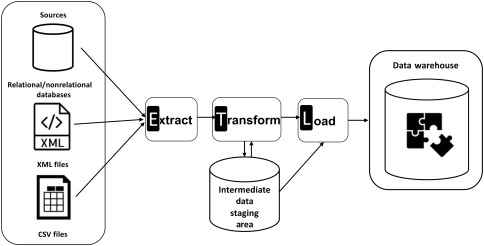 Sources
Relational/nonrelational
databases
XML
XML files
CSV files
Extract
Transform
Load
Intermediate
data
staging
area
Data warehouse